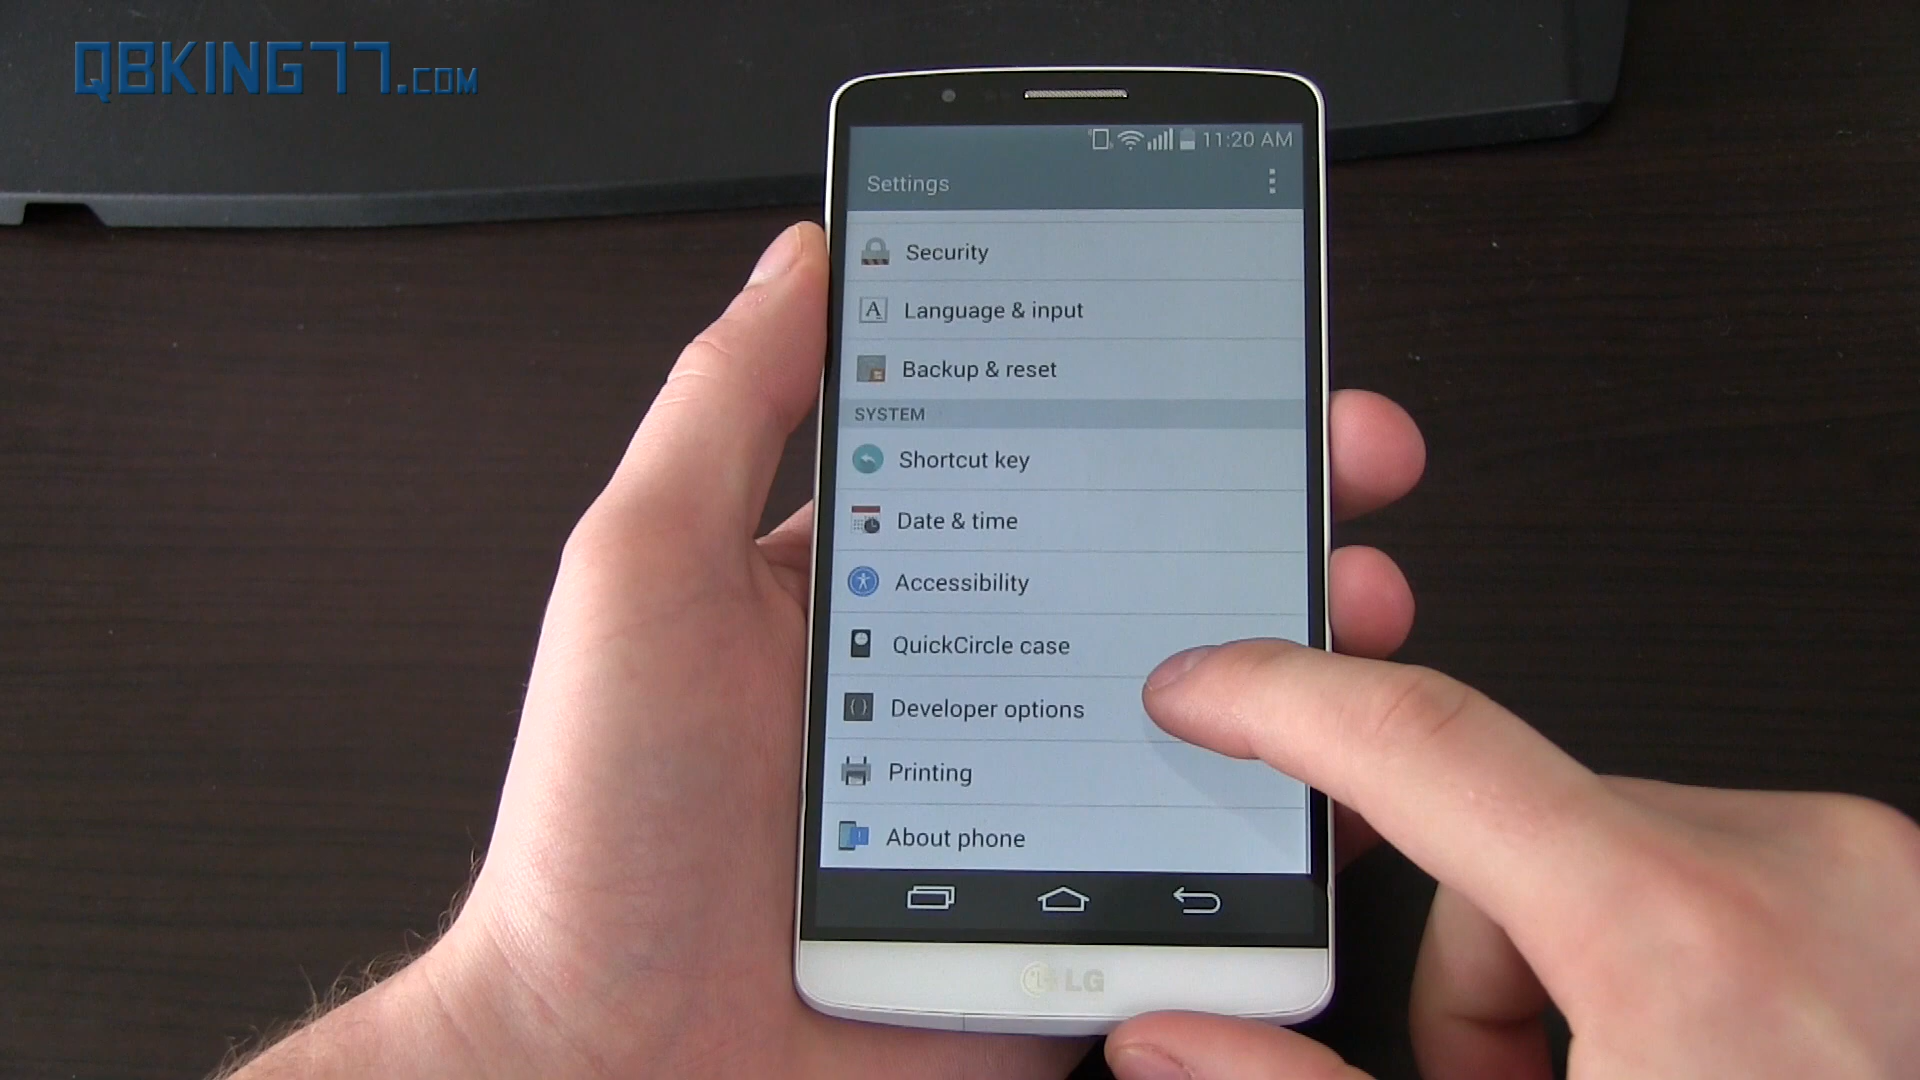 QBKING77.COM
11:20 AM
Settings
Security
A Language & input
Backup & reset
SYSTEM
Shortcut key
Date & time
Accessibility
QuickCircle case
Developer options
Printing
About phone
LG